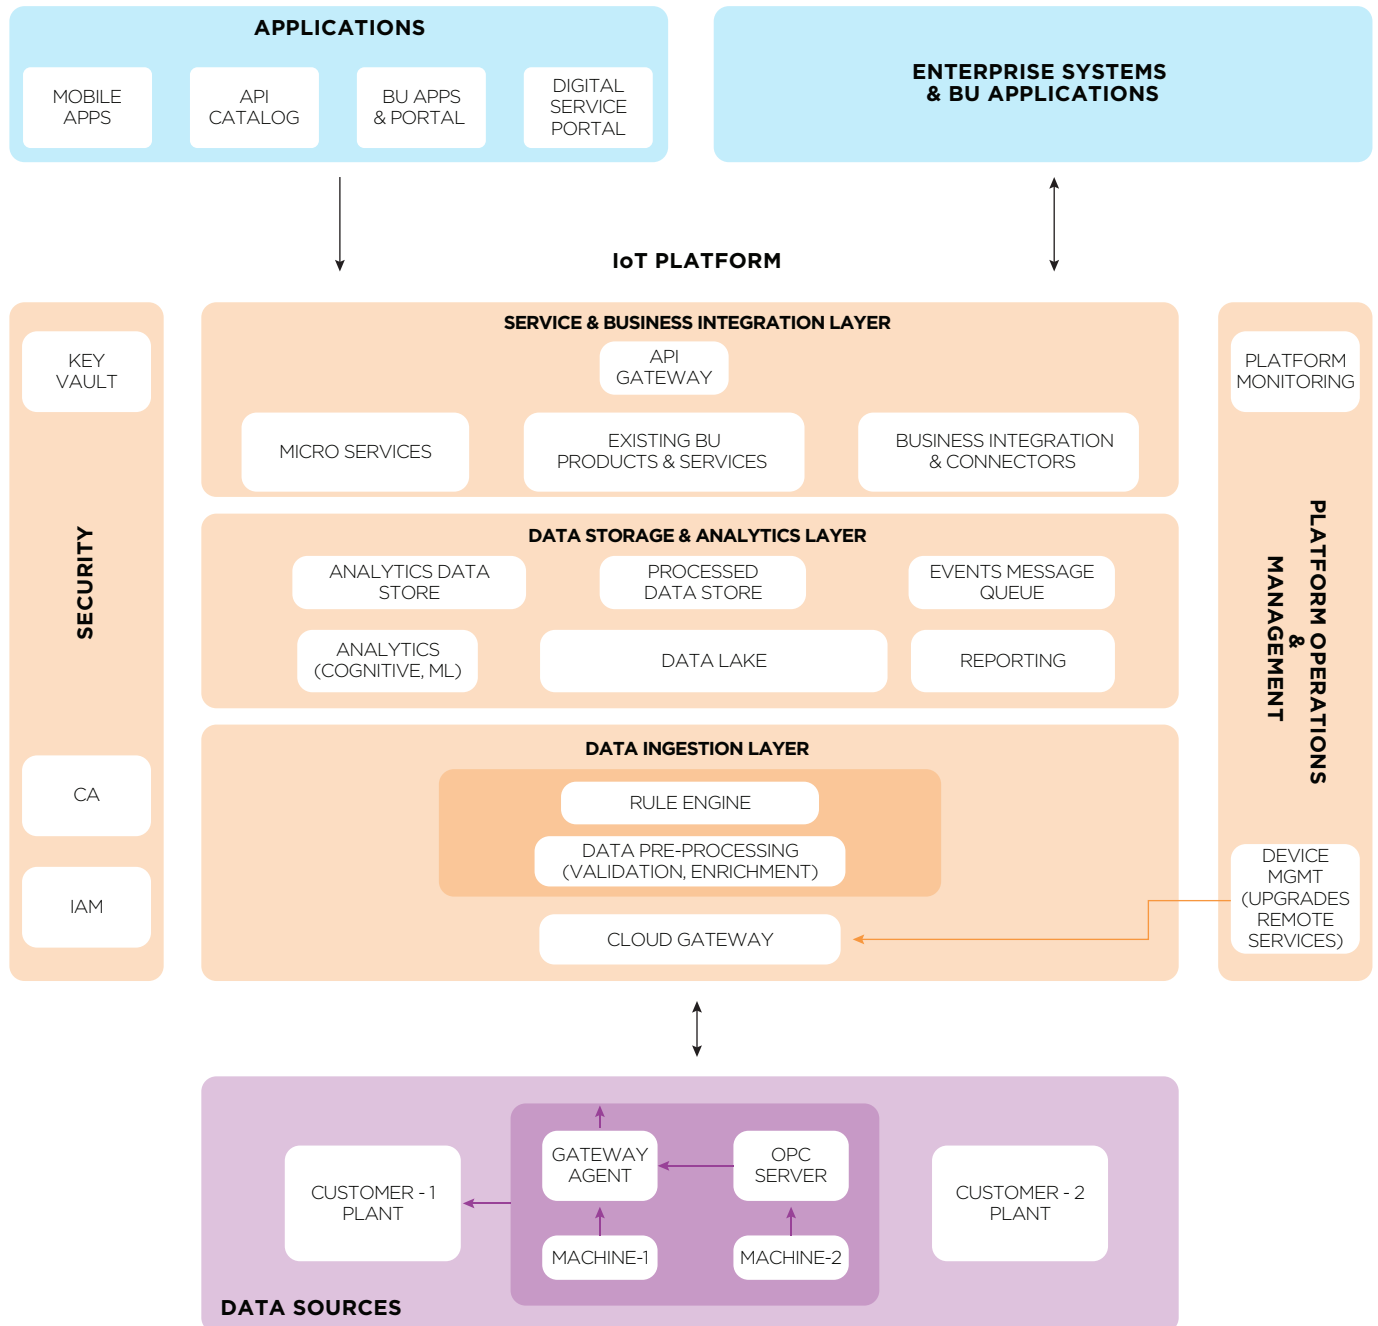 APPLICATIONS
MOBILE
APPS
API
CATALOG
BU APPS
& PORTAL
DIGITAL
SERVICE
PORTAL
ENTERPRISE SYSTEMS
& BU APPLICATIONS
IoT PLATFORM
KEY
VAULT
SECURITY
CA
IAM
SERVICE & BUSINESS INTEGRATION LAYER
API
GATEWAY
MICRO SERVICES
EXISTING BU
PRODUCTS & SERVICES
BUSINESS INTEGRATION
& CONNECTORS
DATA STORAGE & ANALYTICS LAYER
ANALYTICS DATA
STORE
PROCESSED
DATA STORE
EVENTS MESSAGE
QUEUE
ANALYTICS
(COGNITIVE, ML)
DATA LAKE
REPORTING
DATA INGESTION LAYER
RULE ENGINE
DATA PRE-PROCESSING
(VALIDATION, ENRICHMENT)
CLOUD GATEWAY
PLATFORM
MONITORING
PLATFORM OPERATIONS
&
MANAGEMENT
DEVICE
MGMT
(UPGRADES
REMOTE
SERVICES)
CUSTOMER - 1
PLANT
GATEWAY
AGENT
OPC
SERVER
MACHINE-1
MACHINE-2
CUSTOMER - 2
PLANT
DATA SOURCES